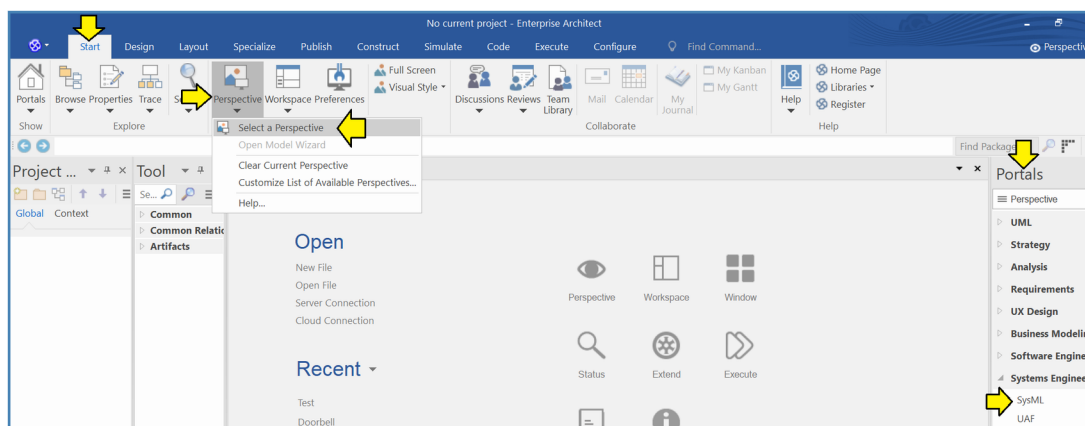 No current project - Enterprise Architect
Start Design Layout Specialize Publish Construct Simulate Code Execute Configure Find Command... Perspectiv
Full Screen My Kanban Home Page
Visual Style My Gantt Libraries
Register
Portals Browse Properties Trace Perspective Workspace Preferences Discussions Reviews Team Library Mail Calendar My Journal Help
Show Explore Collaborate Help
Select a Perspective
Open Model Wizard
Clear Current Perspective
Customize List of Available Perspectives...
Help...
Find Package
Project ... Tool Portals
Se...
Perspective
Global Context
Common
Common Relatio
Artifacts
Open
New File
Open File
Server Connection
Cloud Connection
Recent
Test
Doorbell
Perspective Workspace Window
Status Extend Execute
UML
Strategy
Analysis
Requirements
UX Design
Business Modelin
Software Engine
Systems Enginee
SysML
UAF